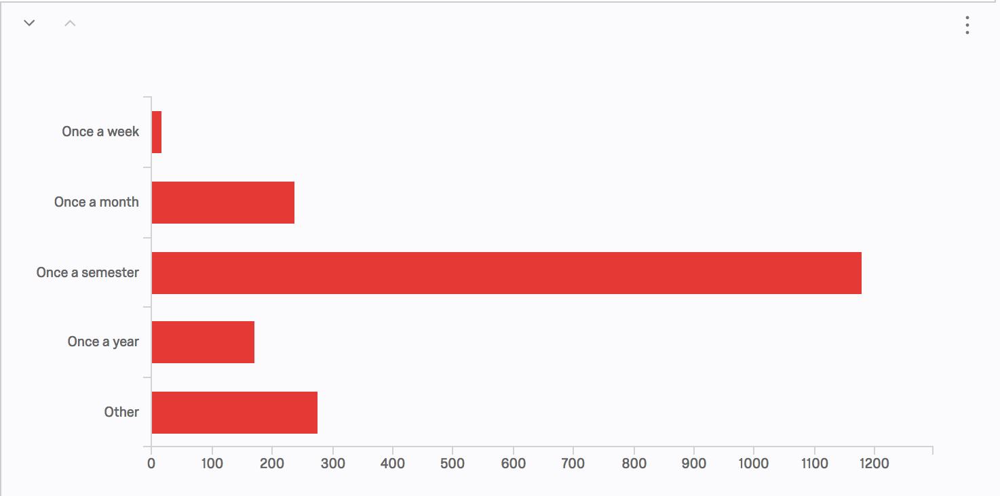 Once a week
Once a month
Once a semester
Once a year
Other
0 100 200 300 400 500 600 700 800 900 1000 1100 1200